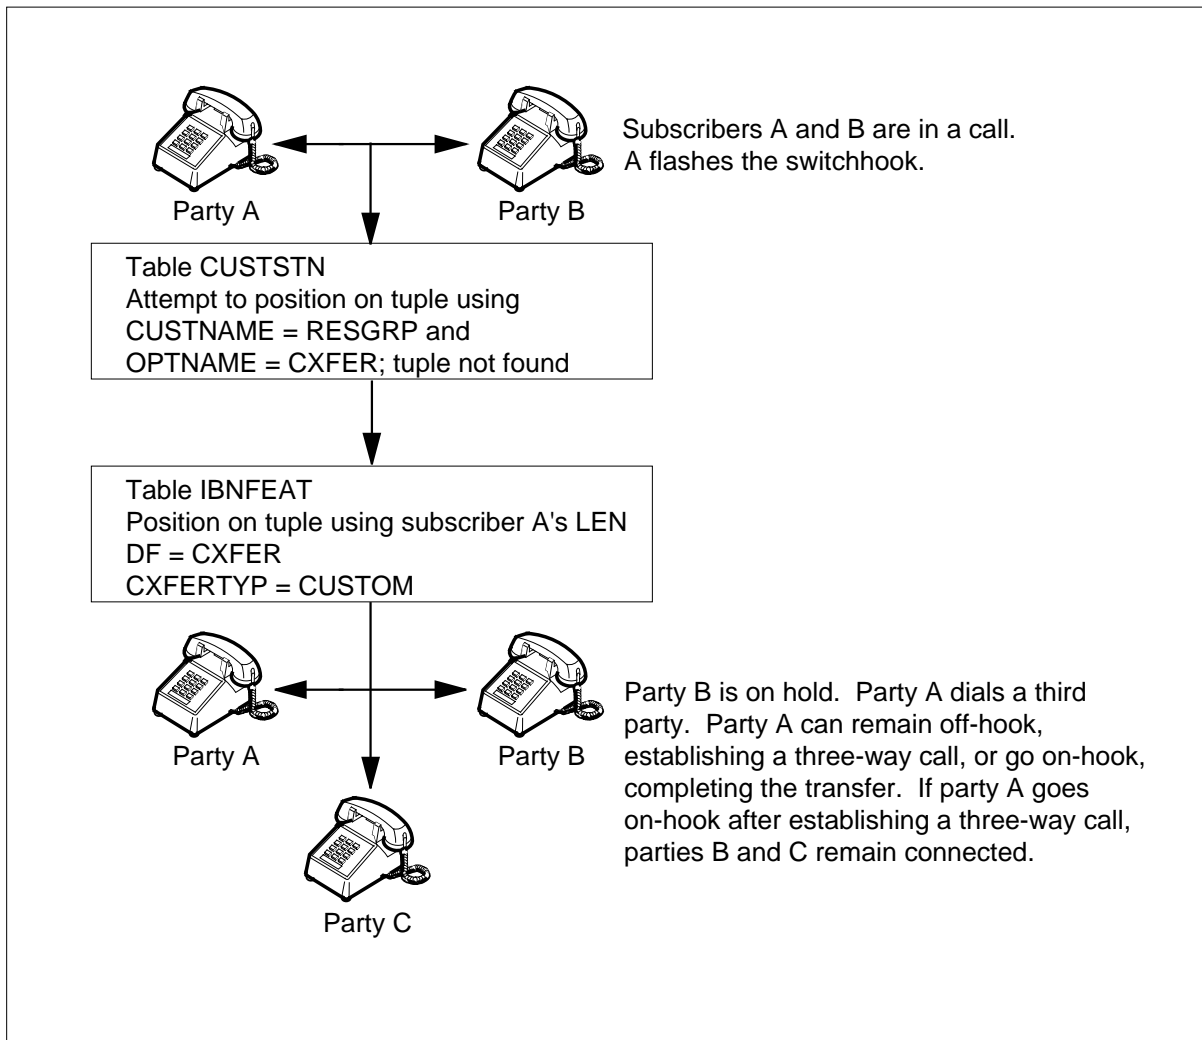 Subscribers A and B are in a call.
A flashes the switchhook.
Party A
Party B
Table CUSTSTN
Attempt to position on tuple using
CUSTNAME = RESGRP and
OPTNAME = CXFER; tuple not found
Table IBNFEAT
Position on tuple using subscriber A's LEN
DF = CXFER
CXFERTYP = CUSTOM
Party A
Party B
Party B is on hold.  Party A dials a third
party.  Party A can remain off-hook,
establishing a three-way call, or go on-hook,
completing the transfer.  If party A goes
on-hook after establishing a three-way call,
parties B and C remain connected.
Party C